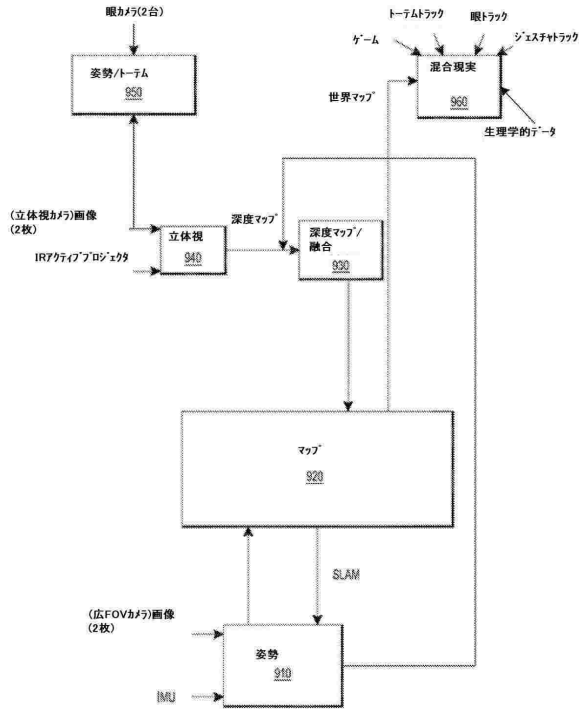 眼カメラ(2台)
姿勢/トーテム
950
トーテムトラック
眼トラック
ゲーム
ジェスチャトラック
混合現実
960
世界マップ
生理学的データ
(立体視カメラ)画像
(2枚)
立体視
940
深度マップ
深度マップ/
融合
930
IRアクティブプロジェクタ
マップ
920
SLAM
(広FOVカメラ)画像
(2枚)
姿勢
910
IMU